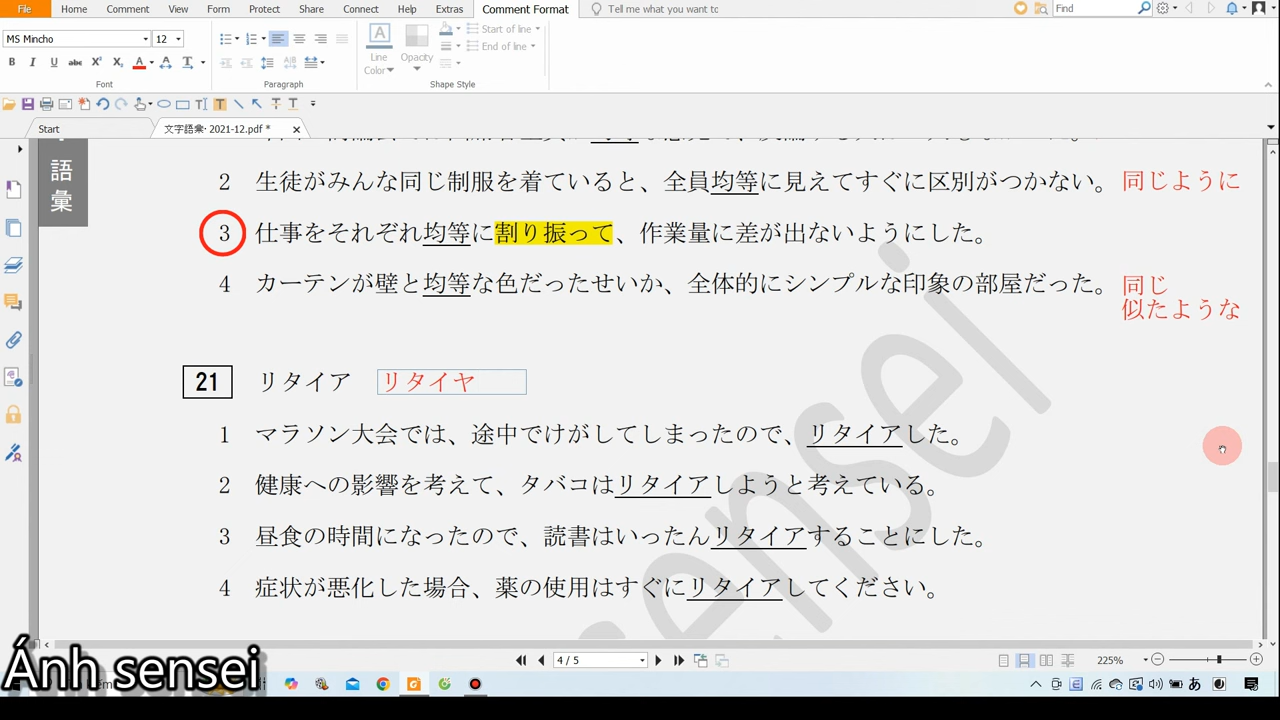 File Home Comment View Form Protect Share Connect Help Extras Comment Format Tell me what you want to Find
MS Mincho 12
Line Color
Opacity
Start of line
End of line
Font Paragraph Shape Style
Start 文字語彙· 2021-12.pdf *
語彙
2 生徒がみんな同じ制服を着ていると、全員均等に見えてすぐに区別がつかない。 同じように
3 仕事をそれぞれ均等に割り振って、作業量に差が出ないようにした。
4 カーテンが壁と均等な色だったせいか、全体的にシンプルな印象の部屋だった。 同じ
似たような
21 リタイア リタイヤ
1 マラソン大会では、途中でけがしてしまったので、リタイアした。
2 健康への影響を考えて、タバコはリタイアしようと考えている。
3 昼食の時間になったので、読書はいったんリタイアすることにした。
4 症状が悪化した場合、薬の使用はすぐにリタイアしてください。
sensei
4 / 5 225%
Ánh sensei